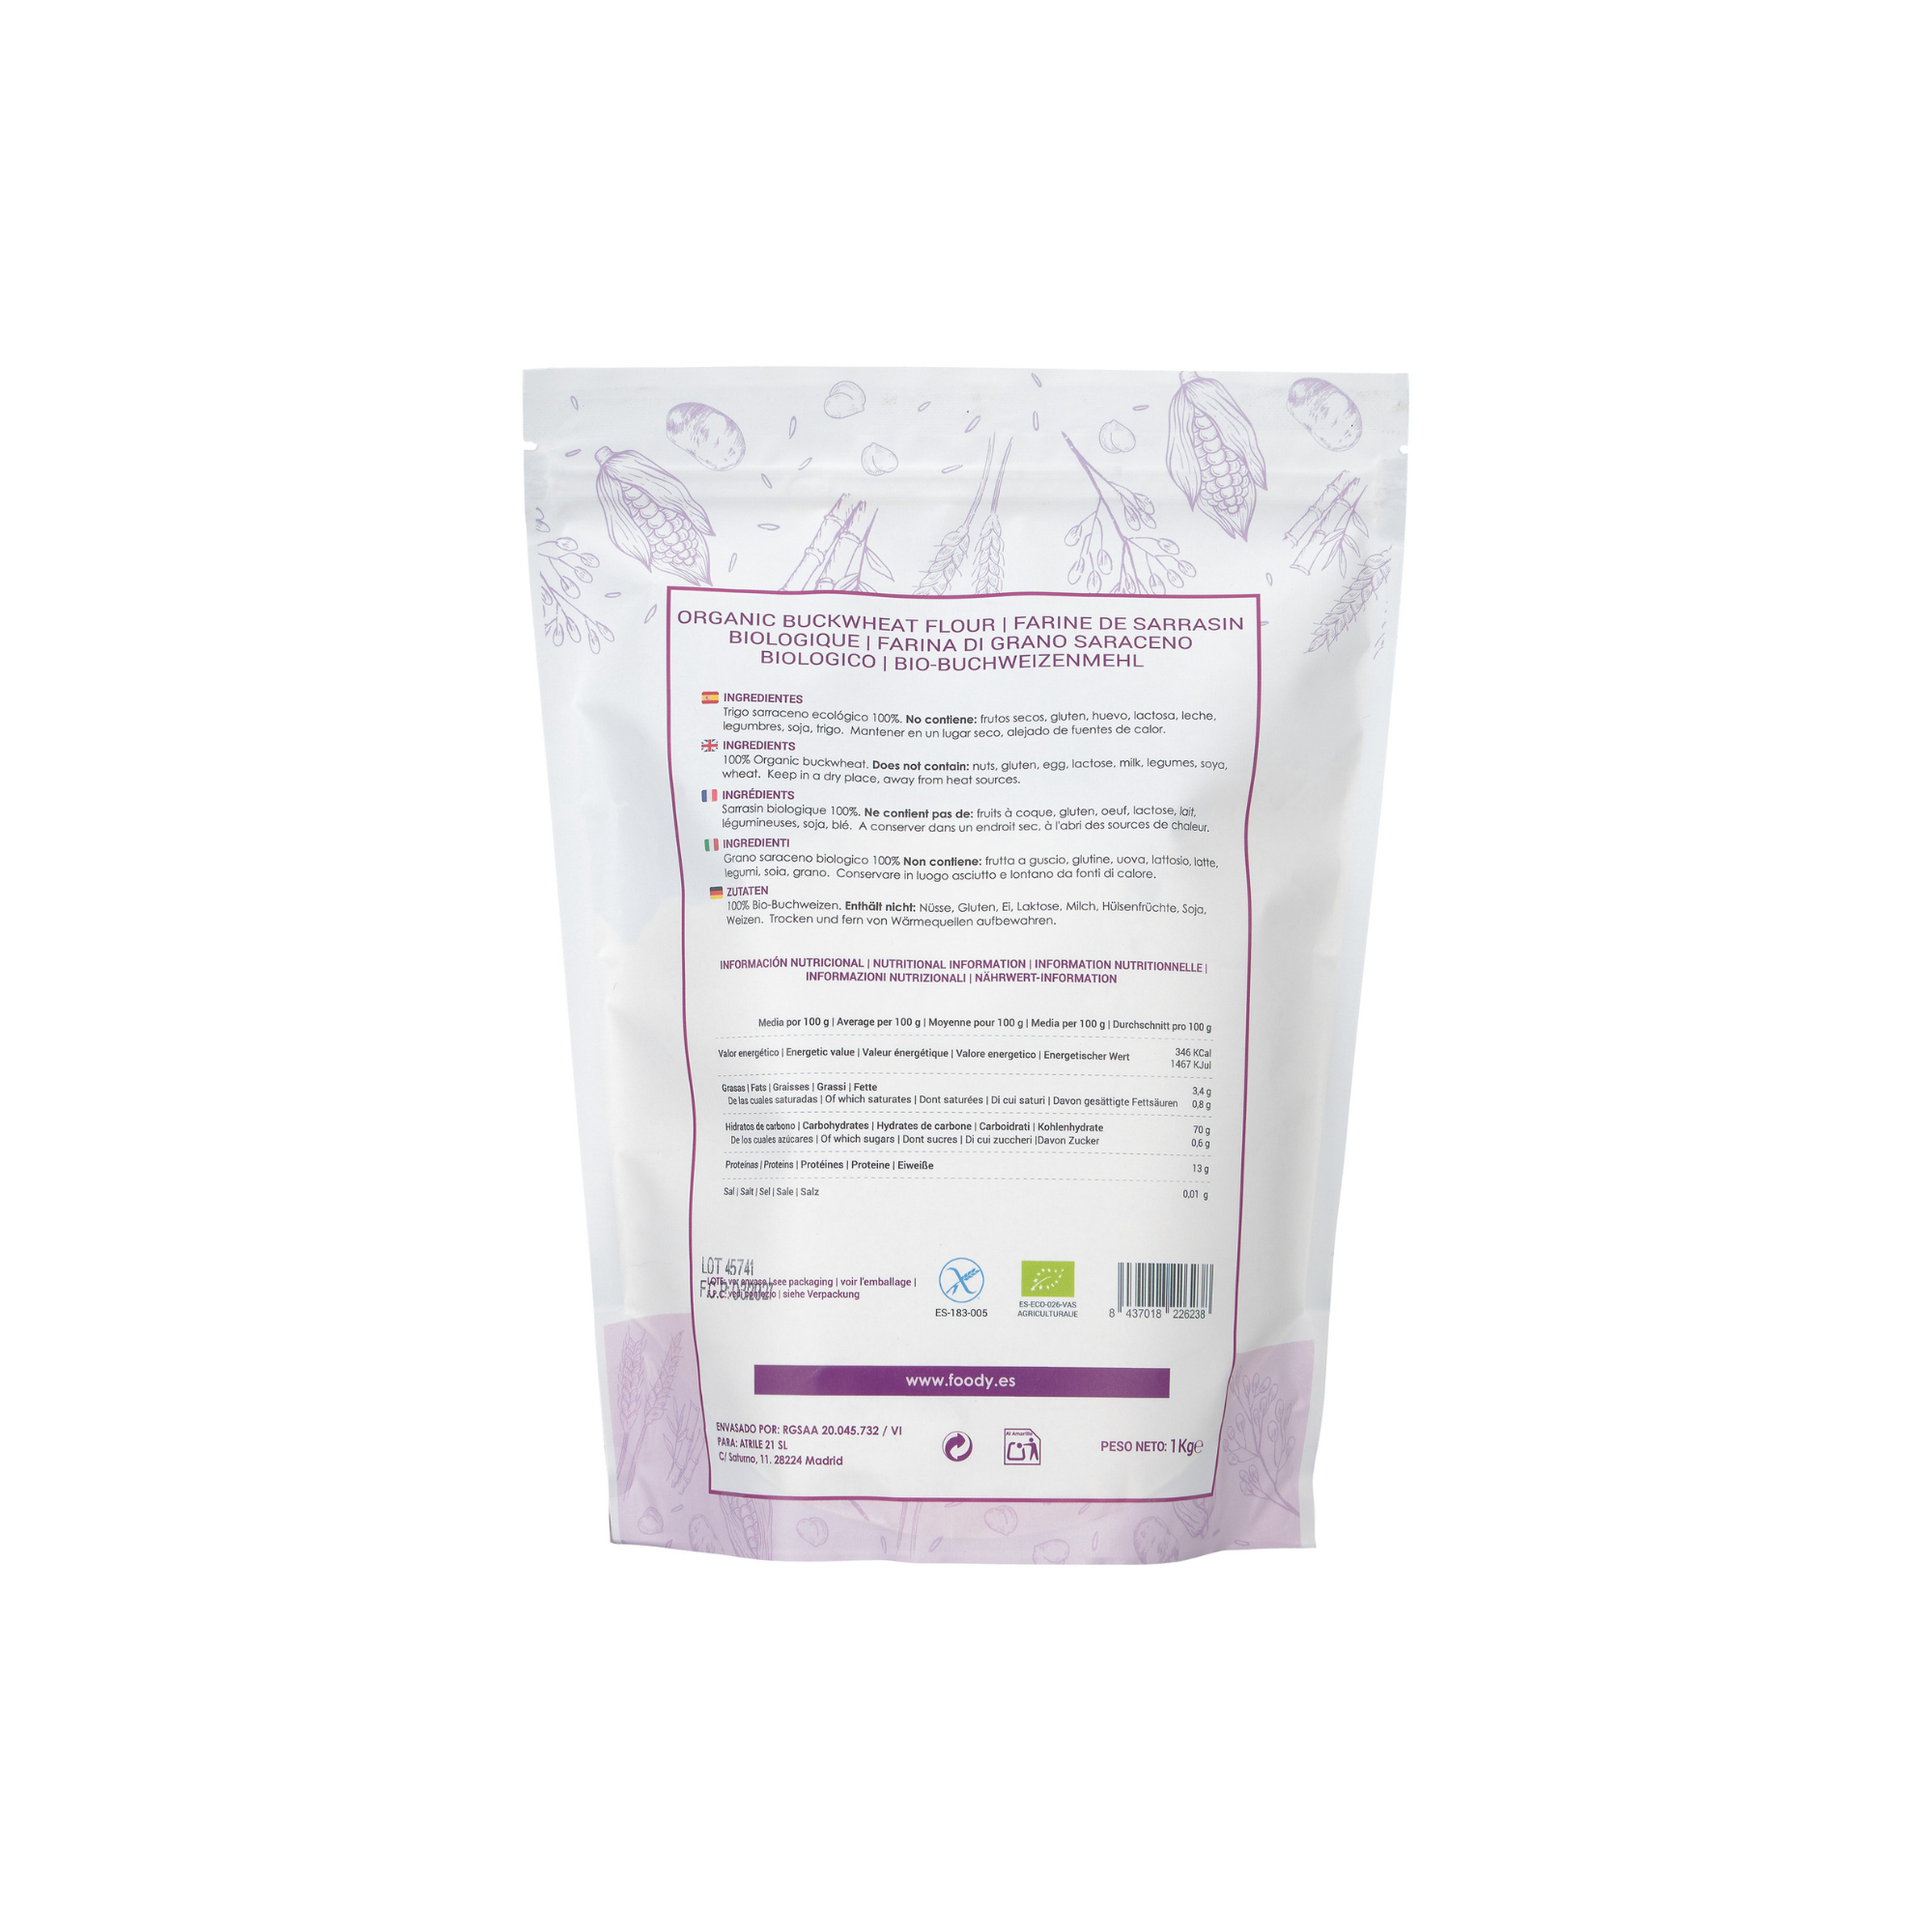 ORGANIC BUCKWHEAT FLOUR | FARINE DE SARRASIN
BIOLOGIQUE | FARINA DI GRANO SARACENO
BIOLOGICO | BIO-BUCHWEIZENMEHL
INGREDIENTES
Trigo sarraceno ecológico 100%. No contiene: frutos secos, gluten, huevo, lactosa, leche,
legumbres, soja, trigo. Mantener en un lugar seco, alejado de fuentes de calor.
INGREDIENTS
100% Organic buckwheat. Does not contain: nuts, gluten, egg, lactose, milk, legumes, soya,
wheat. Keep in a dry place, away from heat sources.
INGRÉDIENTS
Sarrasin biologique 100%. Ne contient pas de: fruits à coque, gluten, oeuf, lactose, lait,
légumineuses, soja, blé. A conserver dans un endroit sec, à l'abri des sources de chaleur.
INGREDIENTI
Grano saraceno biologico 100% Non contiene: frutta a guscio, glutine, uova, lattosio, latte,
legumi, soia, grano. Conservare in luogo asciutto e lontano da fonti di calore.
ZUTATEN
100% Bio-Buchweizen. Enthält nicht: Nüsse, Gluten, Ei, Laktose, Milch, Hülsenfrüchte, Soja,
Weizen. Trocken und fern von Wärmequellen aufbewahren.
INFORMACIÓN NUTRICIONAL | NUTRITIONAL INFORMATION | INFORMATION NUTRITIONNELLE |
INFORMAZIONI NUTRIZIONALI | NÄHRWERT-INFORMATION
Media por 100 g | Average per 100 g | Moyenne pour 100 g | Media per 100 g | Durchschnitt pro 100 g
Valor energético | Energetic value | Valeur énergétique | Valore energetico | Energetischer Wert 346 KCal
1467 KJul
Grasas | Fats | Graisses | Grassi | Fette 3,4 g
De las cuales saturadas | Of which saturates | Dont saturées | Di cui saturi | Davon gesättigte Fettsäuren 0,8 g
Hidratos de carbono | Carbohydrates | Hydrates de carbone | Carboidrati | Kohlenhydrate 70 g
De los cuales azúcares | Of which sugars | Dont sucres | Di cui zuccheri |Davon Zucker 0,6 g
Proteínas | Proteins | Protéines | Proteine | Eiweiße 13 g
Sal | Salt | Sel | Sale | Salz 0,01 g
LOT 45741
LOTE: ver envase | see packaging | voir l'emballage |
| siehe Verpackung
ES-183-005
ES-ECO-026-VAS
AGRICULTURAUE
8 437018 226238
www.foody.es
ENVASADO POR: RGSAA 20.045.732 / VI
PARA: ATRILE 21 SL
C/ Saturno, 11. 28224 Madrid
Al Amarillo
PESO NETO: 1 Kg e